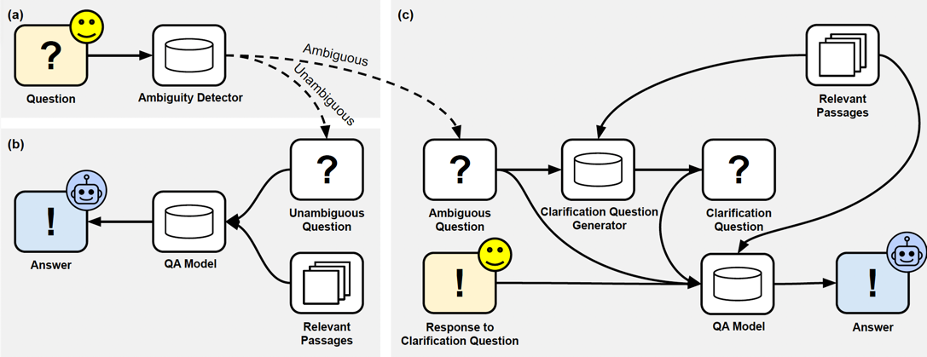 (a)
?
Question
Ambiguity Detector
Ambiguous
Unambiguous
(b)
?
Unambiguous
Question
!
Answer
QA Model
Relevant
Passages
(c)
Relevant
Passages
?
Ambiguous
Question
Clarification Question
Generator
?
Clarification
Question
!
Response to
Clarification Question
QA Model
!
Answer